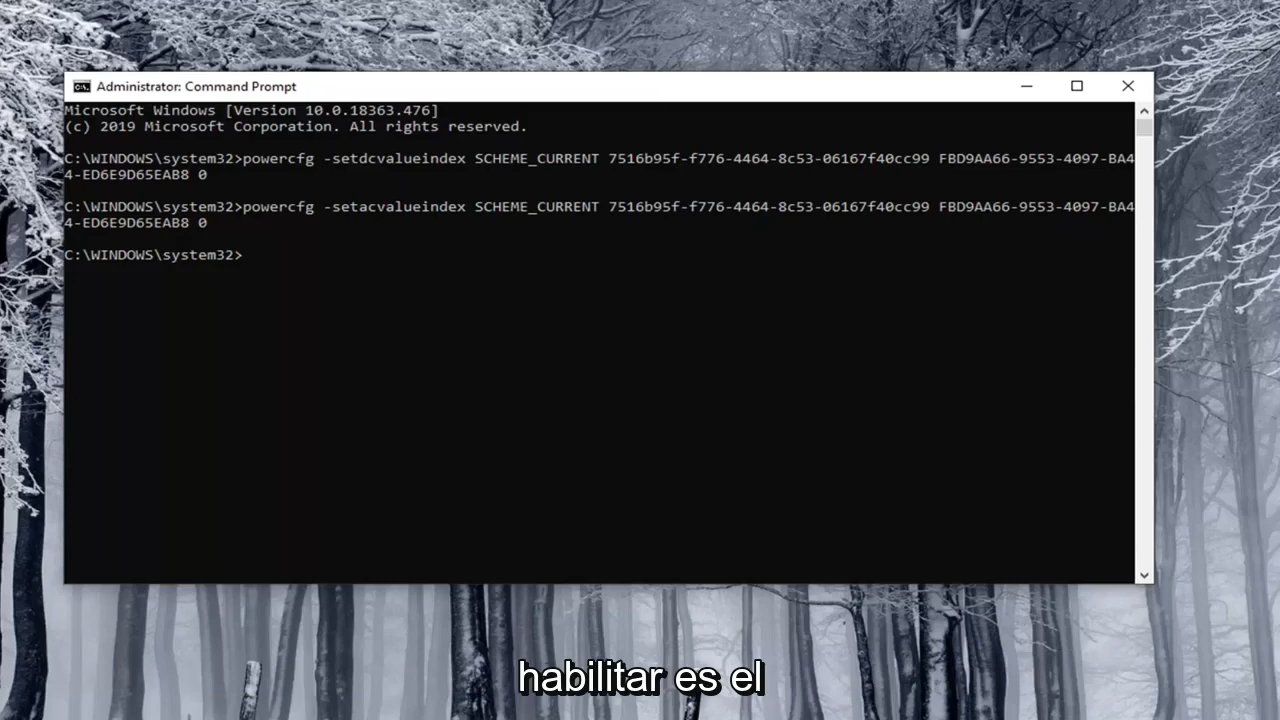 Administrator: Command Prompt
Microsoft Windows [Version 10.0.18363.476]
(c) 2019 Microsoft Corporation. All rights reserved.
C:\WINDOWS\system32>powercfg -setdcvalueindex SCHEME_CURRENT 7516b95f-f776-4464-8c53-06167f40cc99 FBD9AA66-9553-4097-BA4
4-ED6E9D65EAB8 0
C:\WINDOWS\system32>powercfg -setacvalueindex SCHEME_CURRENT 7516b95f-f776-4464-8c53-06167f40cc99 FBD9AA66-9553-4097-BA4
4-ED6E9D65EAB8 0
C:\WINDOWS\system32>
habilitar es el